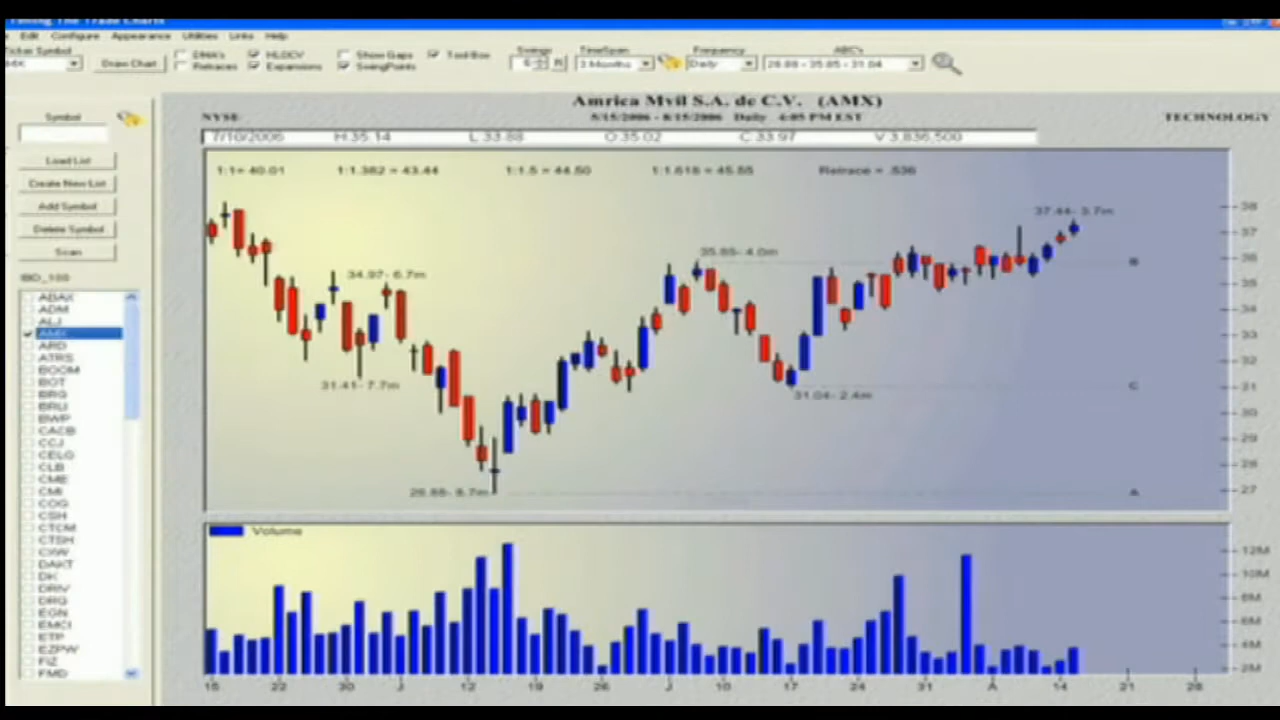 Timing The Trade Charts
Edit Configure Appearance Utilities Links Help
Ticker Symbol
Draw Chart
HLOCV
Show Gaps
Tool Box
Swings
TimeSpan
Frequency
ABC's
Retraces
Expansions
SwingPoints
3 Months
Daily
26.88 - 35.85 - 31.04
Amrica Mvil S.A. de C.V. (AMX)
NYSE
5/15/2006 - 8/15/2006 Daily 4:05 PM EST
TECHNOLOGY
7/10/2006 H 35.14 L 33.88 O 35.02 C 33.97 V 3,836,500
1:1= 40.01 1:1.382 = 43.44 1:1.5 = 44.50 1:1.618 = 45.55 Retrace = .536
Symbol
Load List
Create New List
Add Symbol
Delete Symbol
Scan
IBD_100
ABAX
ADM
ALJ
AMX
ARD
ATRS
BOOM
BOT
BRG
BRLI
BWP
CACB
CCJ
CELG
CLB
CME
CMI
COG
CSH
CTCM
CTSH
CXW
DAKT
DK
DRIV
DRQ
EGN
EMCI
ETP
EZPW
FIZ
FMD
37.44- 3.7m
35.85- 4.0m
34.97- 6.7m
31.41- 7.7m
31.04- 2.4m
26.88- 8.7m
B
C
A
38
37
36
35
34
33
32
31
30
29
28
27
Volume
12M
10M
8M
6M
4M
2M
15 22 30 J 12 19 26 J 10 17 24 31 A 14 21 28